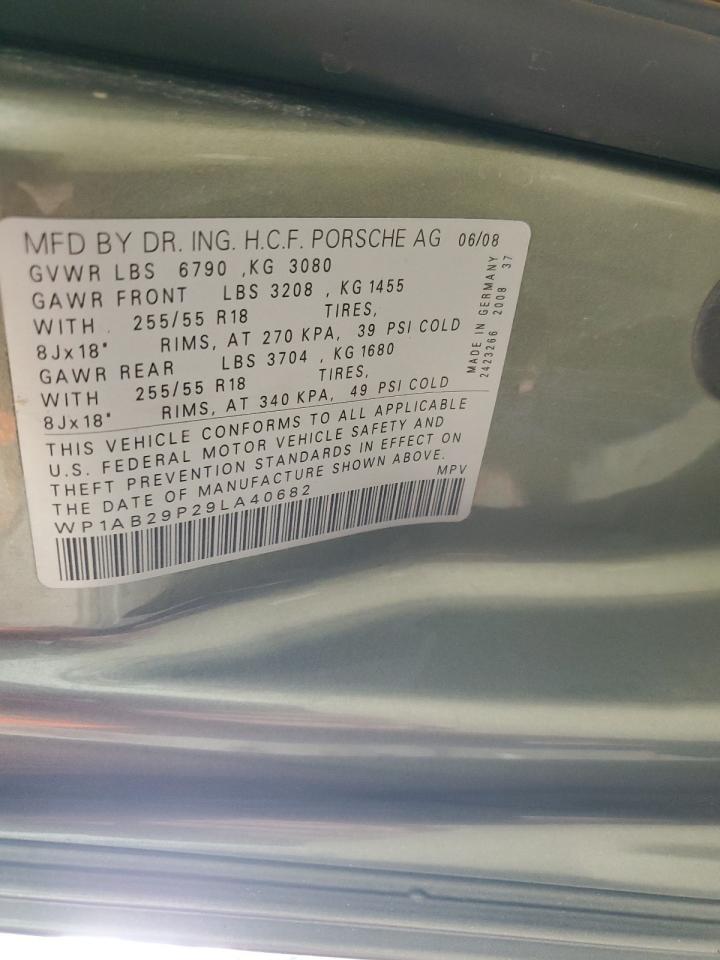 MFD BY DR. ING. H.C.F. PORSCHE AG 06/08
GVWR LBS 6790 ,KG 3080
GAWR FRONT LBS 3208 , KG 1455
WITH . 255/55 R18 TIRES,
8Jx18" RIMS, AT 270 KPA, 39 PSI COLD
GAWR REAR LBS 3704 , KG 1680
WITH 255/55 R18 TIRES,
8Jx18" RIMS, AT 340 KPA, 49 PSI COLD
THIS VEHICLE CONFORMS TO ALL APPLICABLE
U.S. FEDERAL MOTOR VEHICLE SAFETY AND
THEFT PREVENTION STANDARDS IN EFFECT ON
THE DATE OF MANUFACTURE SHOWN ABOVE.
WP1AB29P29LA40682 MPV
MADE IN GERMANY
2423266 2008 37